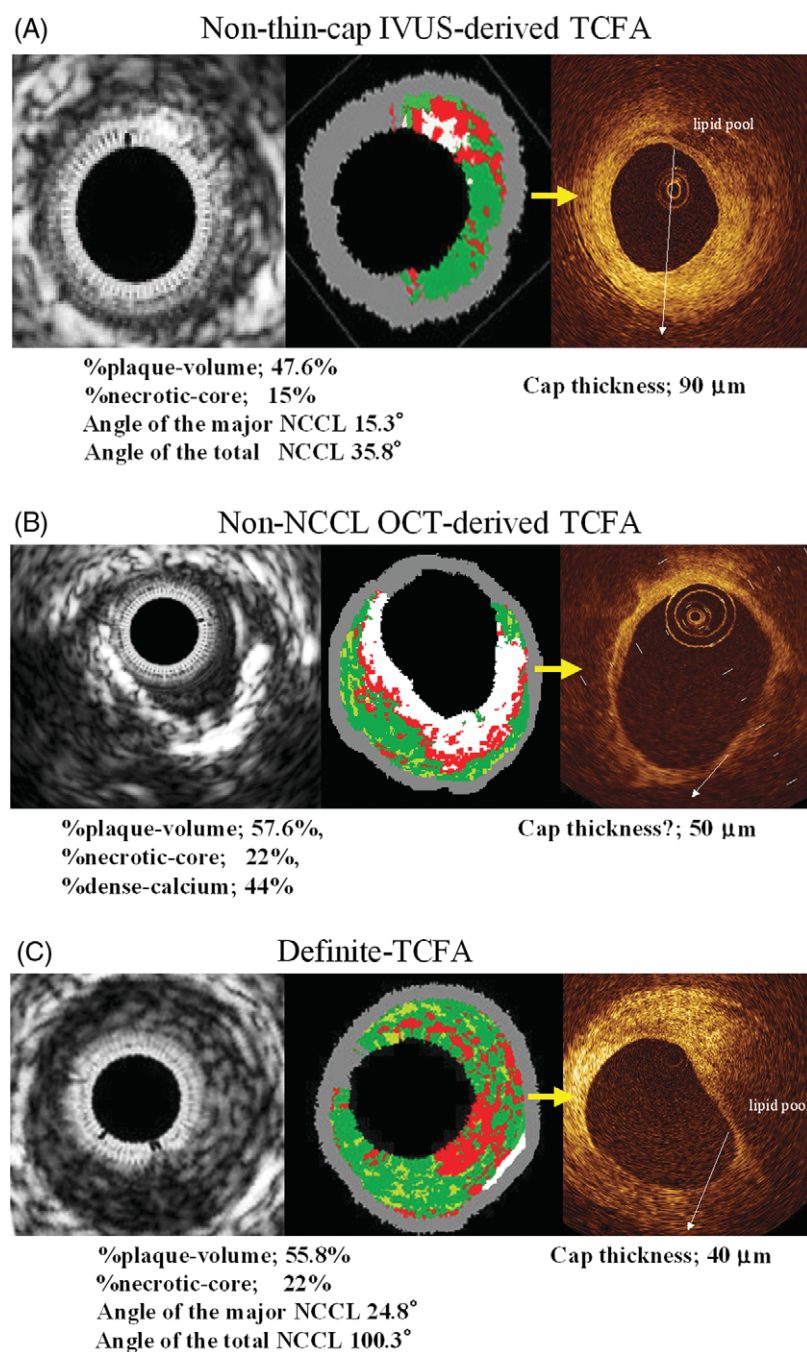 (A)
Non-thin-cap IVUS-derived TCFA
lipid pool
%plaque-volume; 47.6%
%necrotic-core; 15%
Angle of the major NCCL 15.3°
Angle of the total NCCL 35.8°
Cap thickness; 90 μm
(B)
Non-NCCL OCT-derived TCFA
%plaque-volume; 57.6%,
%necrotic-core; 22%,
%dense-calcium; 44%
Cap thickness?; 50 μm
(C)
Definite-TCFA
lipid pool
%plaque-volume; 55.8%
%necrotic-core; 22%
Angle of the major NCCL 24.8°
Angle of the total NCCL 100.3°
Cap thickness; 40 μm